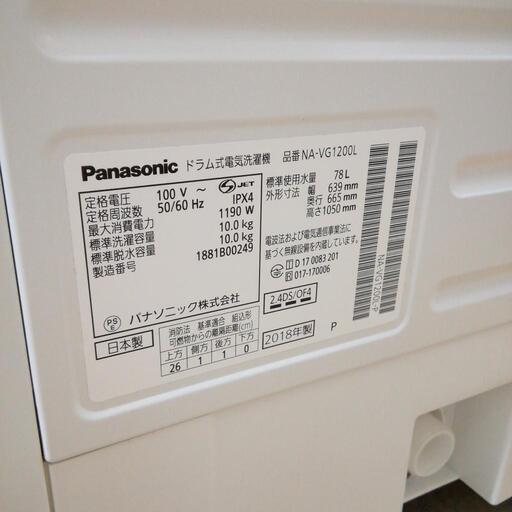 Panasonic ドラム式電気洗濯機 品番 NA-VG1200L
定格電圧 100 V ～
定格周波数 50/60 Hz
最大消費電力 1190 W
標準洗濯容量 10.0 kg
標準脱水容量 10.0 kg
製造番号 1881B00249
S JET
IPX4
標準使用水量 78 L
外形寸法 幅 639 mm
奥行 665 mm
高さ 1050 mm
電波法および電気通信事業法に
基づく無線設備を内蔵しています。
R D 17 0083 201
T 017-170006
2.4DS/OF4
PS
E
パナソニック株式会社
日本製
消防法 基準適合 組込形
可燃物からの離隔距離(cm)
上方 側方 後方 下方
26 1 1 0
2018年製 P
NA-VG1200L-P